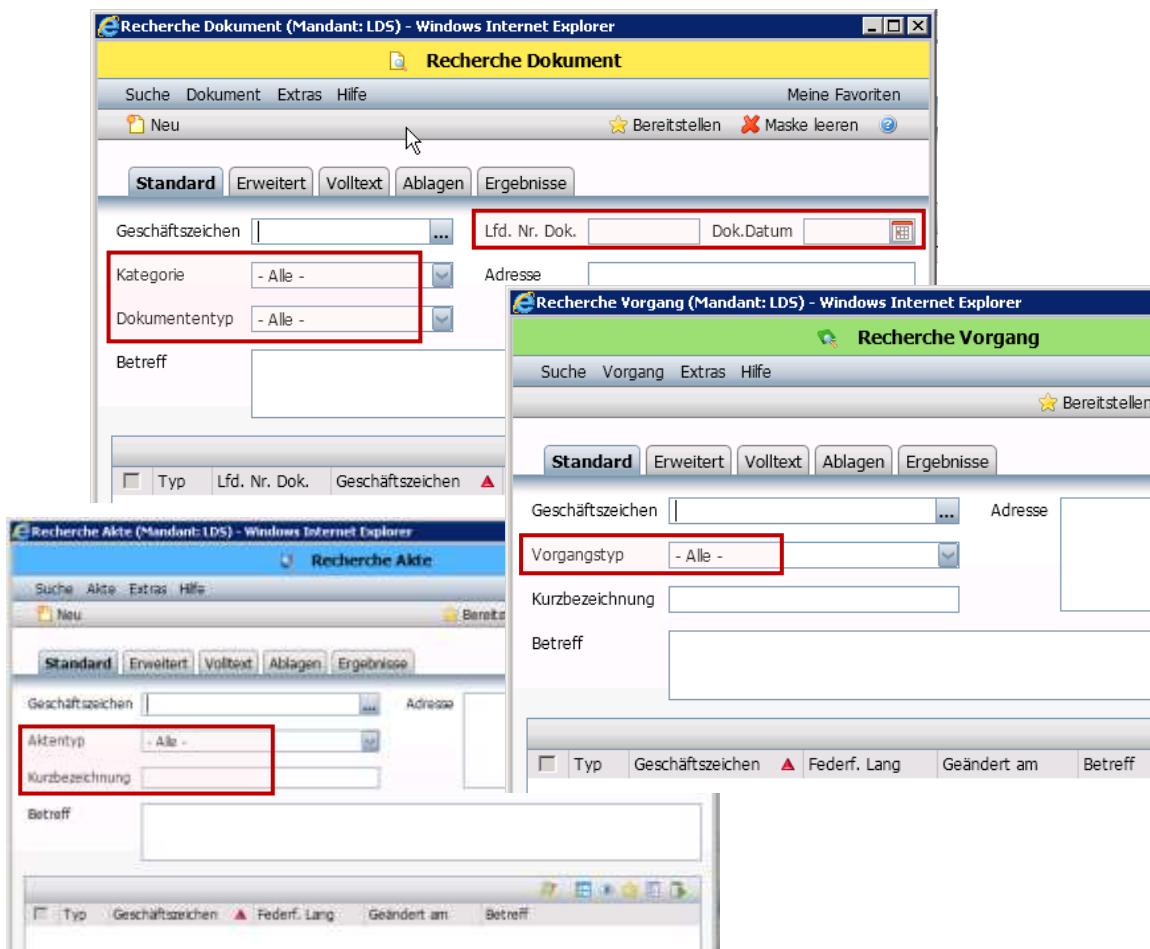 Recherche Dokument (Mandant: LDS) - Windows Internet Explorer
Recherche Dokument
Suche Dokument Extras Hilfe Meine Favoriten
Neu Bereitstellen Maske leeren
Standard Erweitert Volltext Ablagen Ergebnisse
Geschäftszeichen ... Lfd. Nr. Dok. Dok.Datum
Kategorie - Alle - Adresse
Dokumententyp - Alle -
Betreff
Typ Lfd. Nr. Dok. Geschäftszeichen
Recherche Vorgang (Mandant: LDS) - Windows Internet Explorer
Recherche Vorgang
Suche Vorgang Extras Hilfe
Bereitstellen
Standard Erweitert Volltext Ablagen Ergebnisse
Geschäftszeichen ... Adresse
Vorgangstyp - Alle -
Kurzbezeichnung
Betreff
Typ Geschäftszeichen Federf. Lang Geändert am Betreff
Recherche Akte (Mandant: LDS) - Windows Internet Explorer
Recherche Akte
Suche Akte Extras Hilfe
Neu Bereits
Standard Erweitert Volltext Ablagen Ergebnisse
Geschäftszeichen ... Adresse
Aktentyp - Alle -
Kurzbezeichnung
Betreff
Typ Geschäftszeichen Federf. Lang Geändert am Betreff